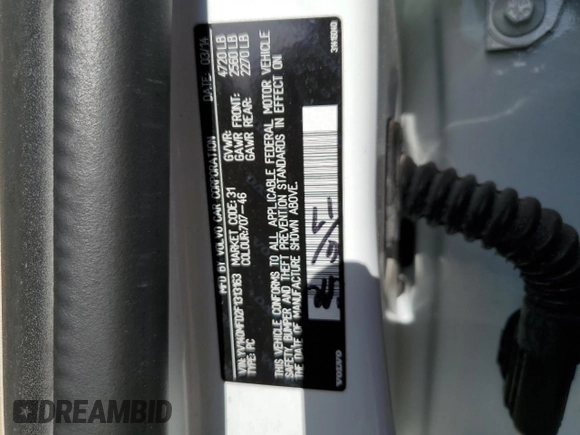 MFD BY VOLVO CAR CORPORATION DATE: 03/14
GVWR: 4720 LB
GAWR FRONT: 2560 LB
GAWR REAR: 2270 LB
MARKET CODE: 31
COLOUR: 707-46
TYPE: PC
THIS VEHICLE CONFORMS TO ALL APPLICABLE FEDERAL MOTOR VEHICLE
SAFETY, BUMPER AND THEFT PREVENTION STANDARDS IN EFFECT ON
THE DATE OF MANUFACTURE SHOWN ABOVE.
VOLVO
DREAMBID